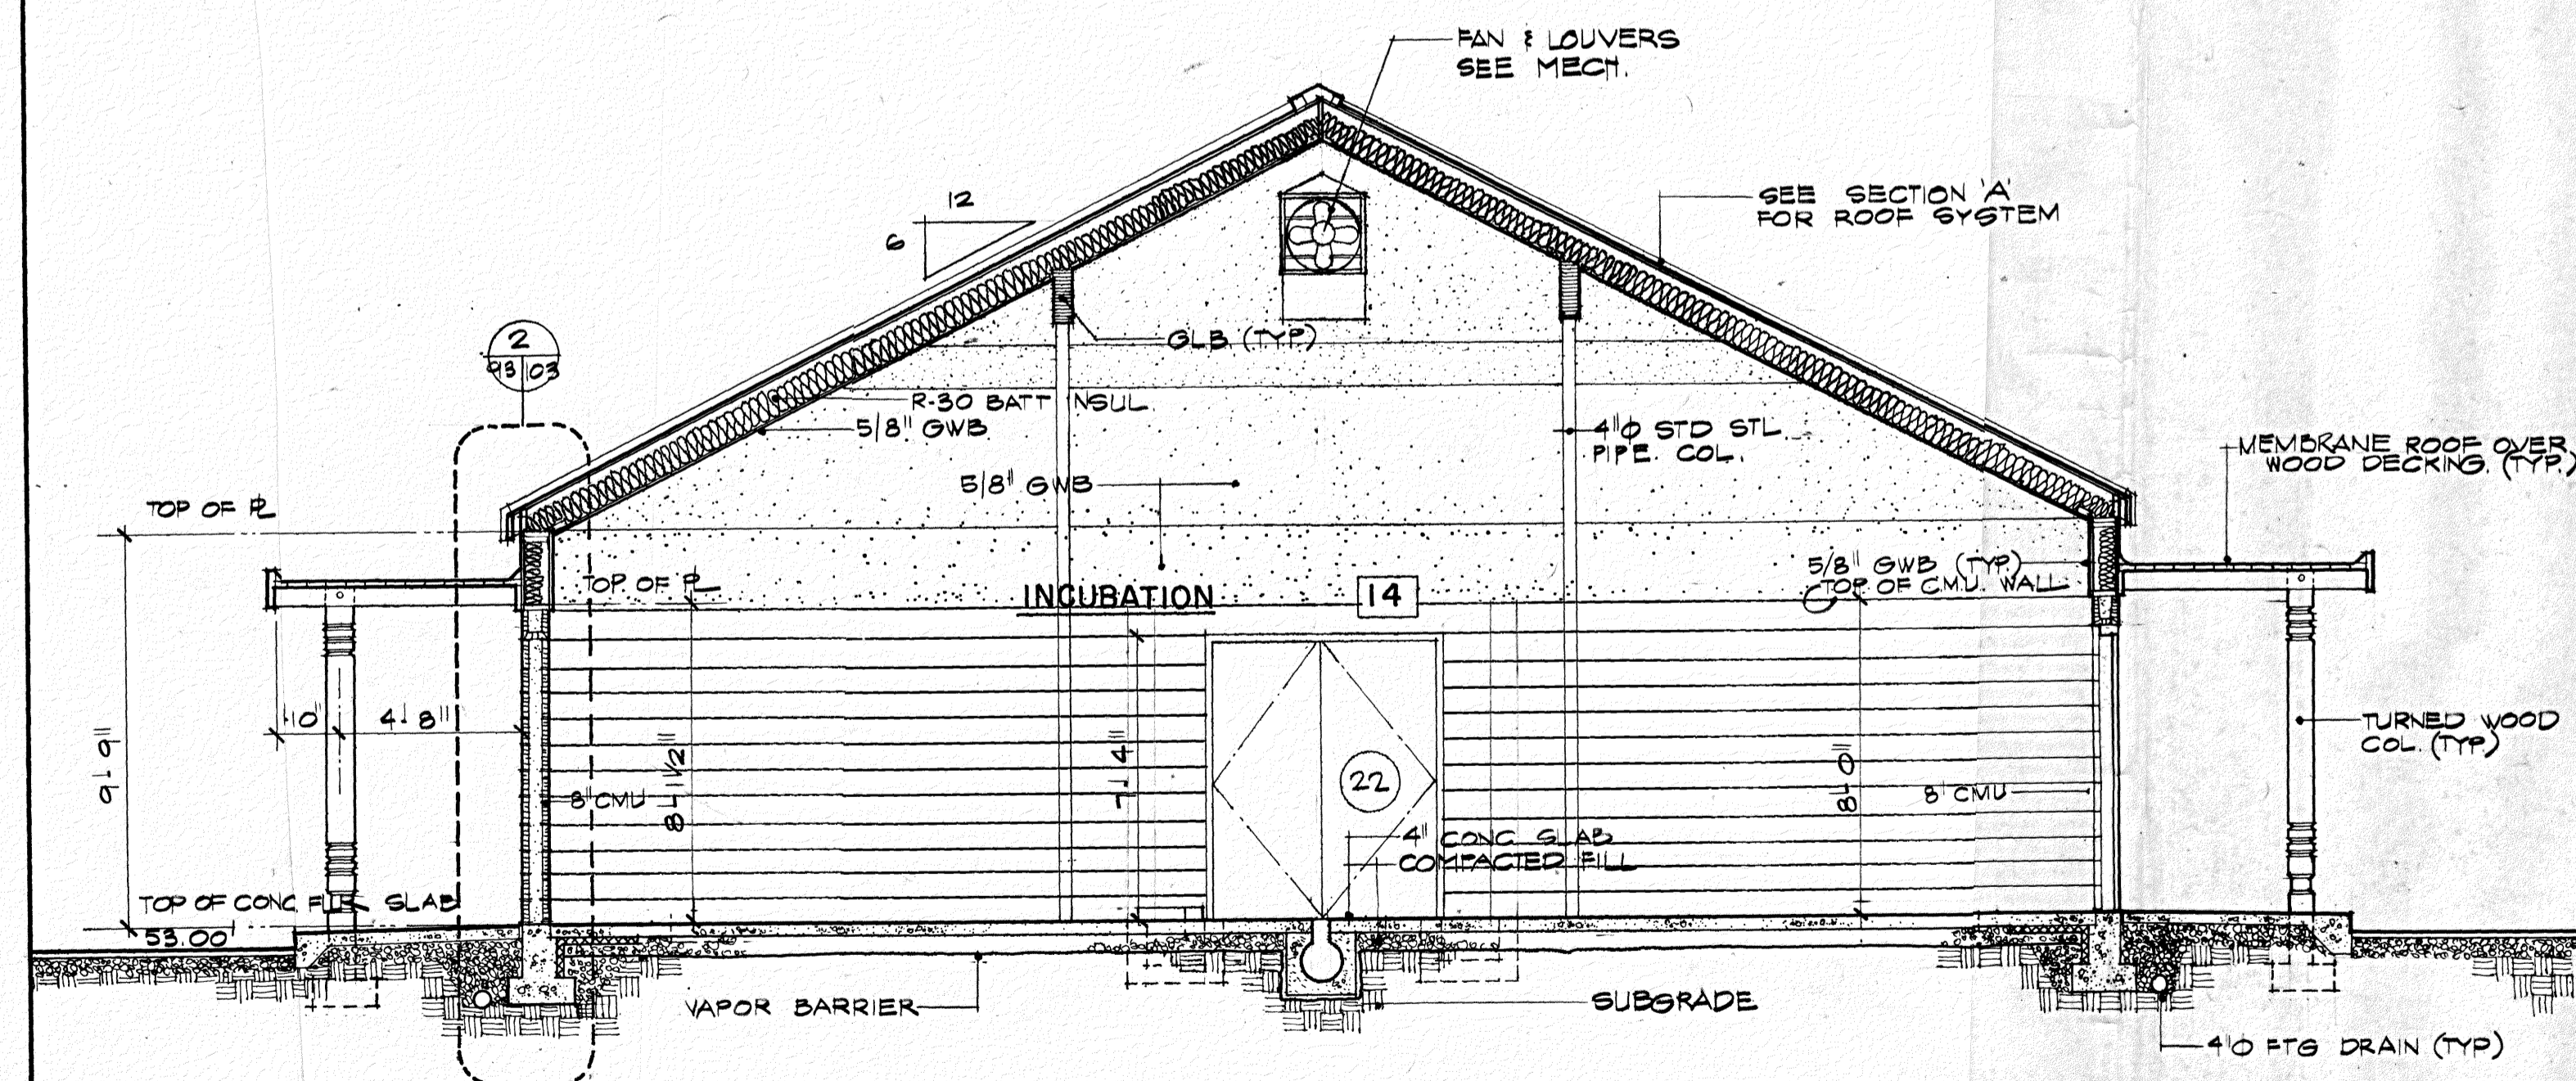 FAN & LOUVERS
SEE MECH.
12
6
SEE SECTION 'A'
FOR ROOF SYSTEM
2
93 03
GLB (TYP)
R-30 BATT INSUL.
5/8" GWB
4"Ø STD STL
PIPE COL.
MEMBRANE ROOF OVER
WOOD DECKING. (TYP.)
5/8" GWB
TOP OF PL
5/8" GWB (TYP)
TOP OF PL
TOP OF C.M.U. WALL
INCUBATION
14
10"
4'-8"
9'-9"
8'-1 1/2"
7'-4"
8'-0"
TURNED WOOD
COL. (TYP)
22
8" CMU
8" CMU
4" CONC SLAB
COMPACTED FILL
TOP OF CONC. FLR SLAB
53.00
VAPOR BARRIER
SUBGRADE
4"Ø FTG DRAIN (TYP)